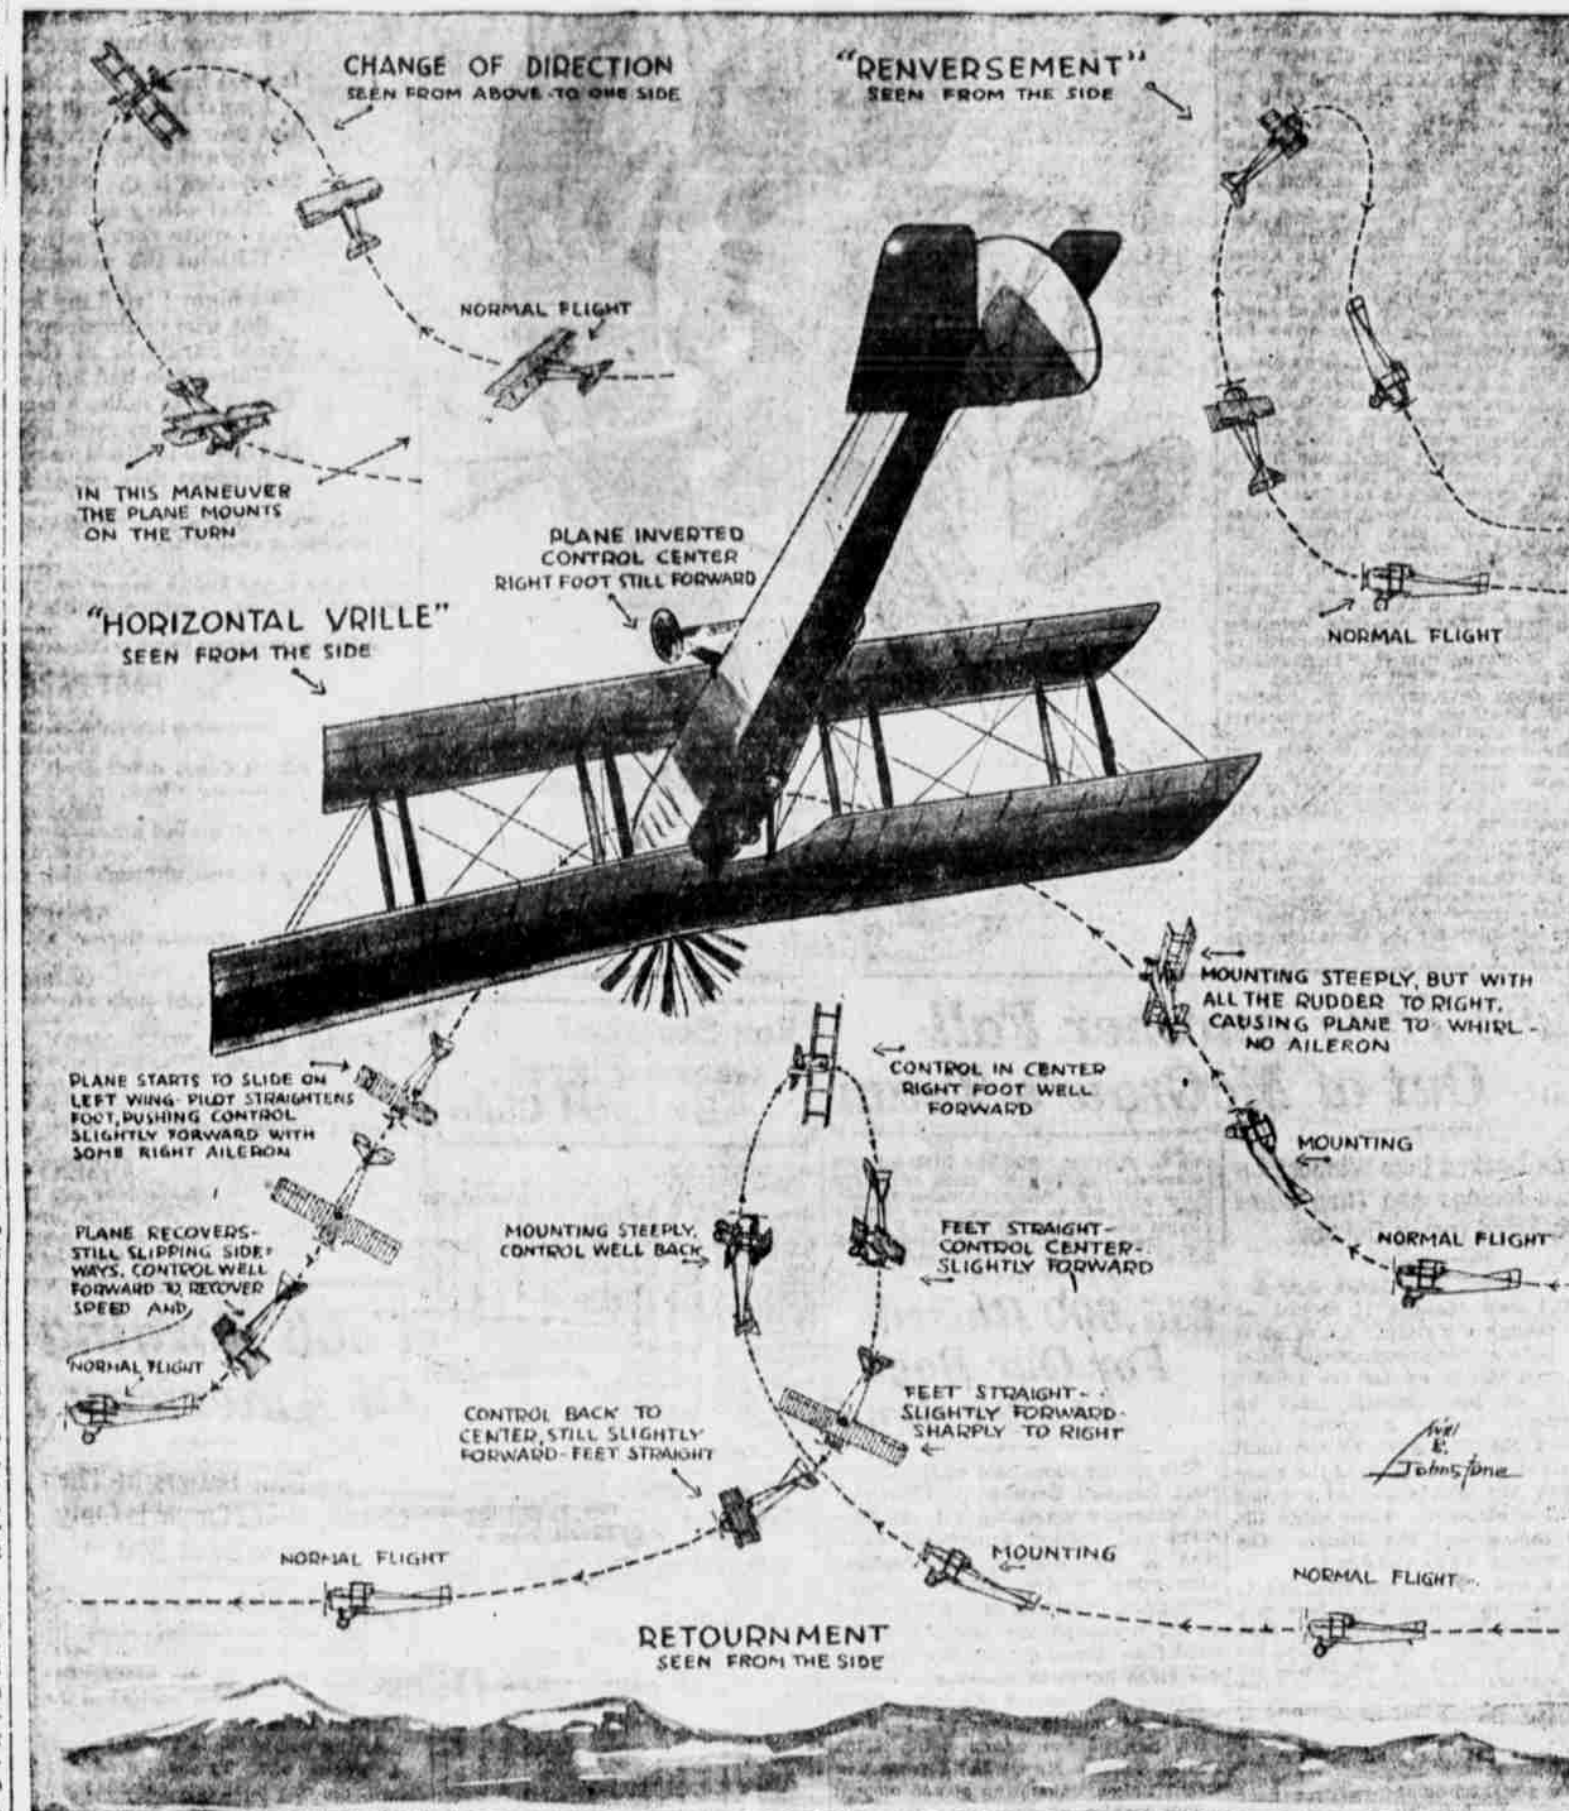 CHANGE OF DIRECTION
SEEN FROM ABOVE - TO ONE SIDE
"RENVERSEMENT"
SEEN FROM THE SIDE
NORMAL FLIGHT
IN THIS MANEUVER
THE PLANE MOUNTS
ON THE TURN
PLANE INVERTED
CONTROL CENTER
RIGHT FOOT STILL FORWARD
NORMAL FLIGHT
"HORIZONTAL VRILLE"
SEEN FROM THE SIDE
MOUNTING STEEPLY, BUT WITH
ALL THE RUDDER TO RIGHT,
CAUSING PLANE TO WHIRL -
NO AILERON
MOUNTING
NORMAL FLIGHT
PLANE STARTS TO SLIDE ON
LEFT WING - PILOT STRAIGHTENS
FOOT, PUSHING CONTROL
SLIGHTLY FORWARD WITH
SOME RIGHT AILERON
PLANE RECOVERS -
STILL SLIPPING SIDE-
WAYS. CONTROL WELL
FORWARD TO RECOVER
SPEED AND
NORMAL FLIGHT
CONTROL IN CENTER
RIGHT FOOT WELL
FORWARD
MOUNTING STEEPLY,
CONTROL WELL BACK
FEET STRAIGHT -
CONTROL CENTER -
SLIGHTLY FORWARD
FEET STRAIGHT -
SLIGHTLY FORWARD -
SHARPLY TO RIGHT
CONTROL BACK TO
CENTER, STILL SLIGHTLY
FORWARD - FEET STRAIGHT
NORMAL FLIGHT
MOUNTING
NORMAL FLIGHT
RETOURNMENT
SEEN FROM THE SIDE
E.
Johnstone